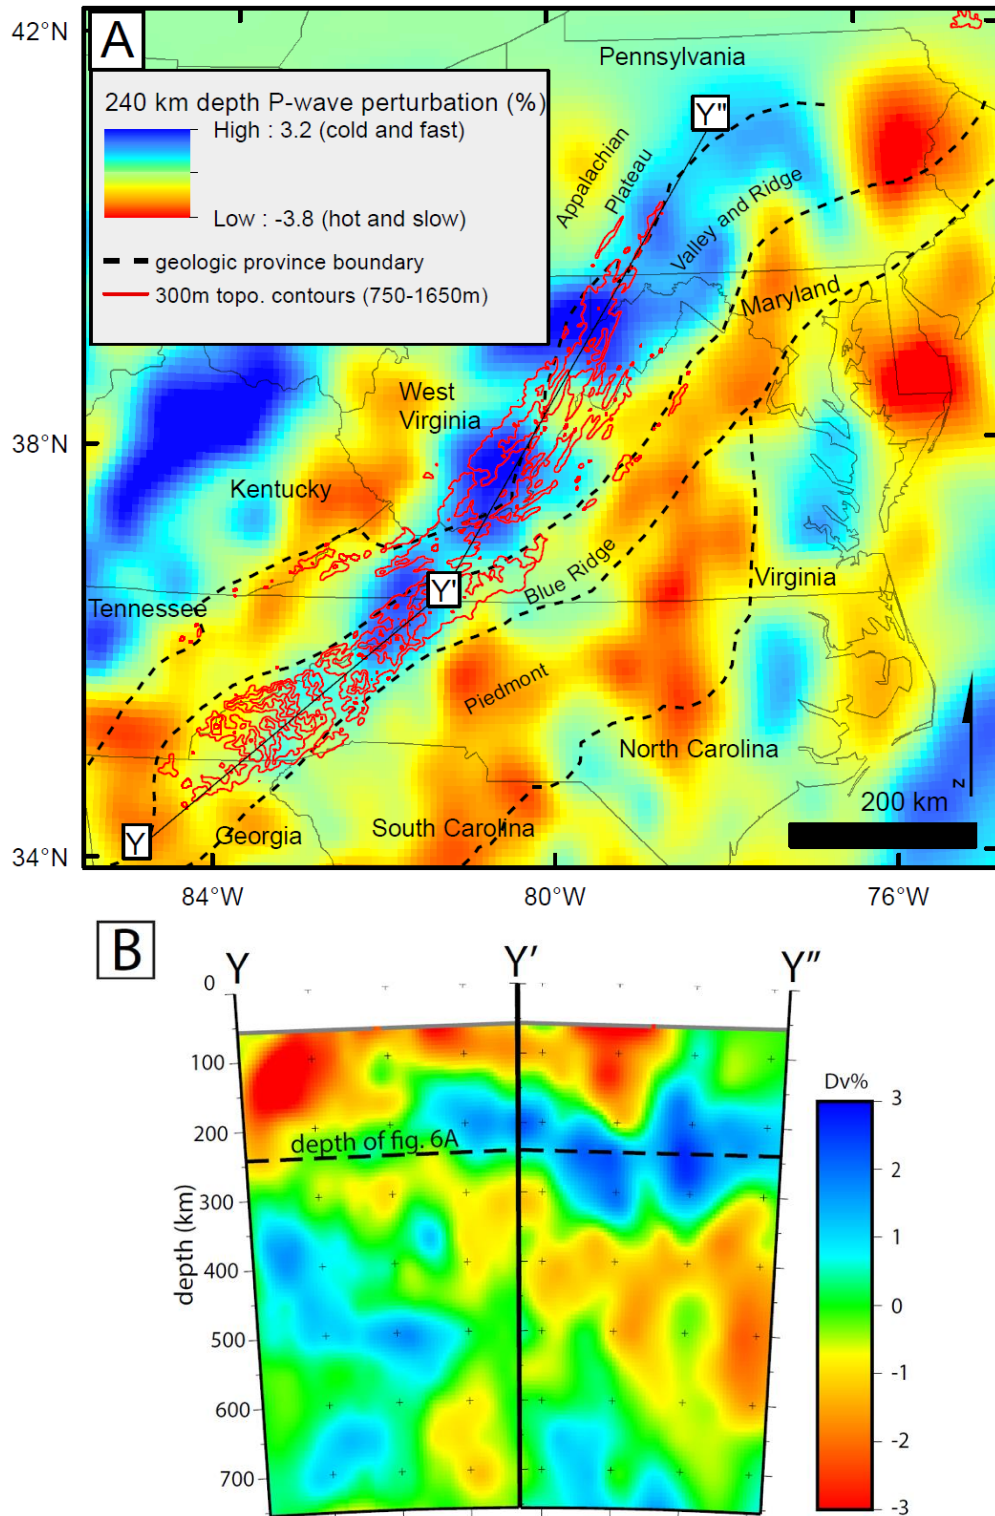 42°N
38°N
34°N
A
240 km depth P-wave perturbation (%)
High : 3.2 (cold and fast)
Low : -3.8 (hot and slow)
geologic province boundary
300m topo. contours (750-1650m)
Pennsylvania
Y"
Appalachian
Plateau
Valley and Ridge
Maryland
West
Virginia
Kentucky
Tennessee
Y'
Blue Ridge
Virginia
Piedmont
North Carolina
Z
200 km
Y
Georgia
South Carolina
84°W
80°W
76°W
B
Y
Y'
Y"
0
100
200
300
400
500
600
700
depth (km)
depth of fig. 6A
Dv%
3
2
1
0
-1
-2
-3